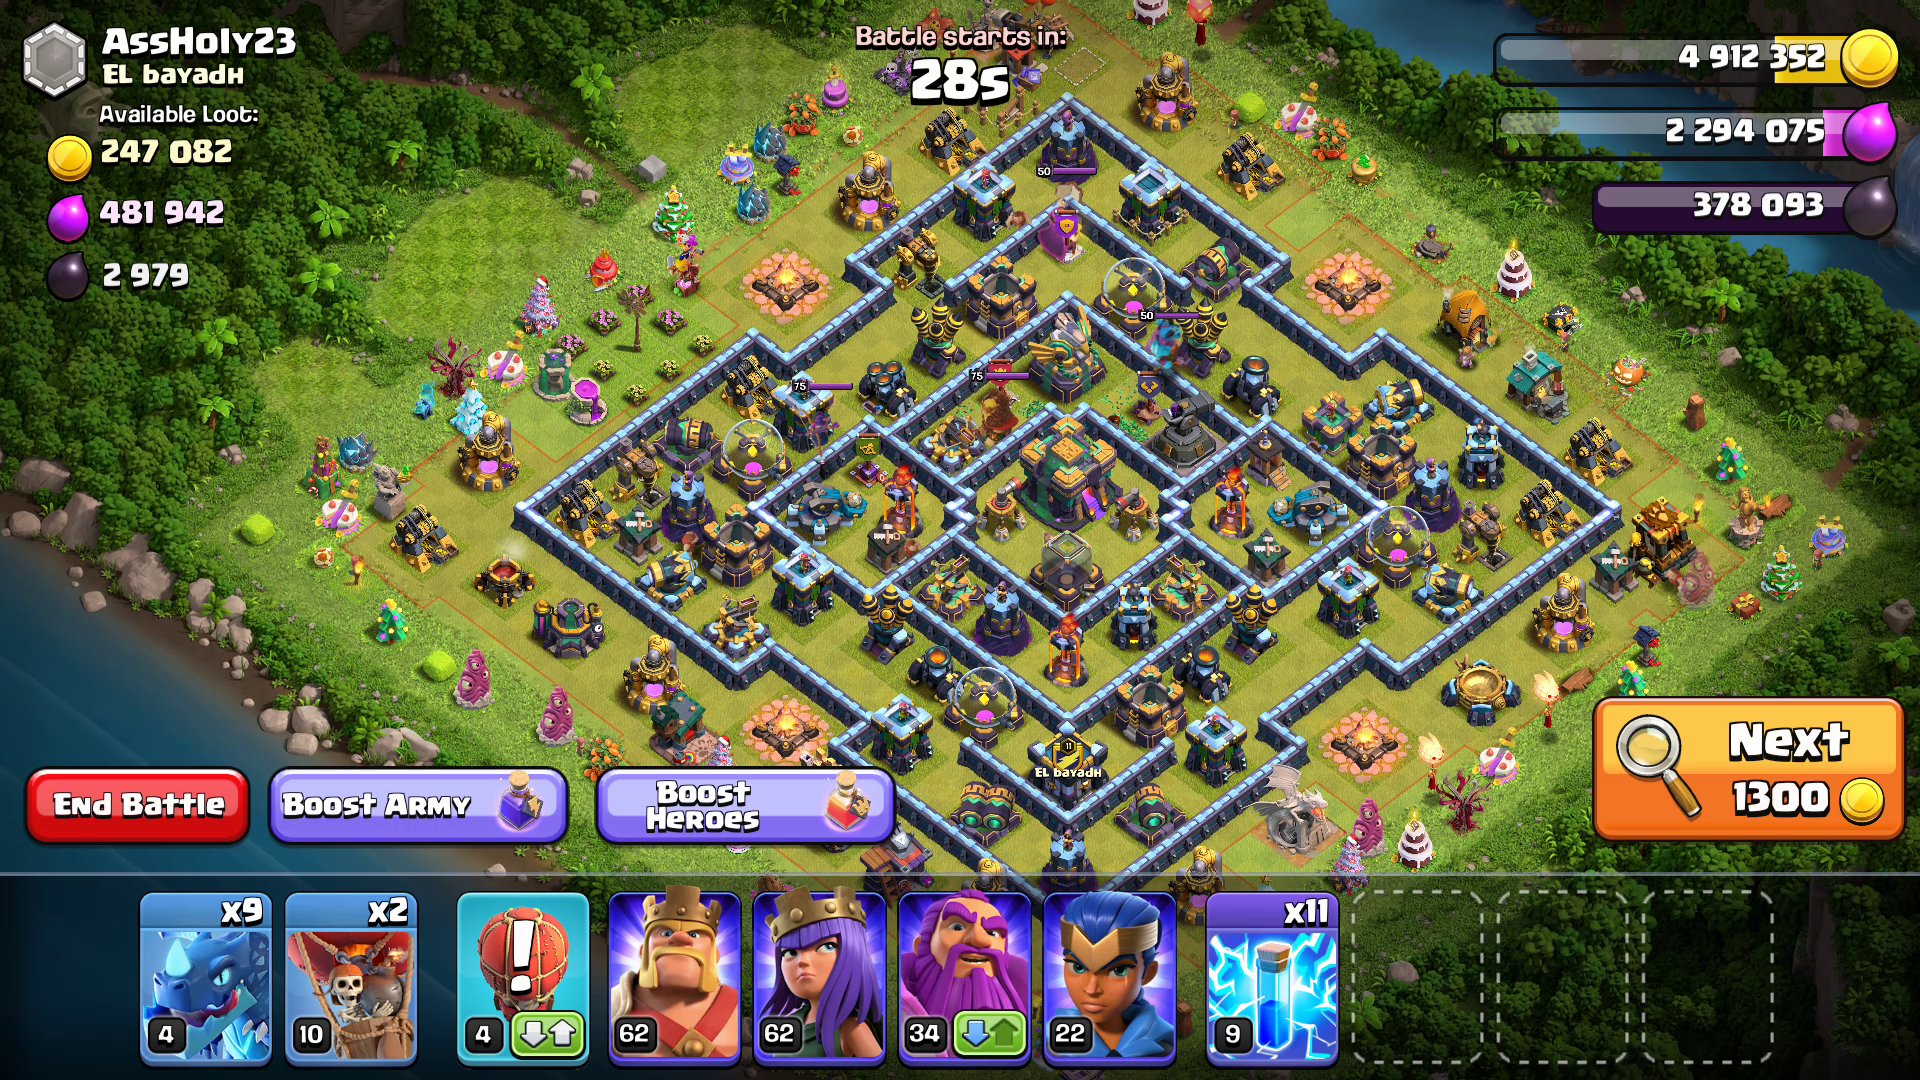 AssHoly23
EL bayadh
Available Loot:
247 082
481 942
2 979
Battle starts in:
28s
4 912 352
2 294 075
378 093
50
50
75
75
11
EL bayadh
End Battle
Boost Army
Boost
Heroes
Next
1300
x9
x2
x11
4
10
4
62
62
34
22
9